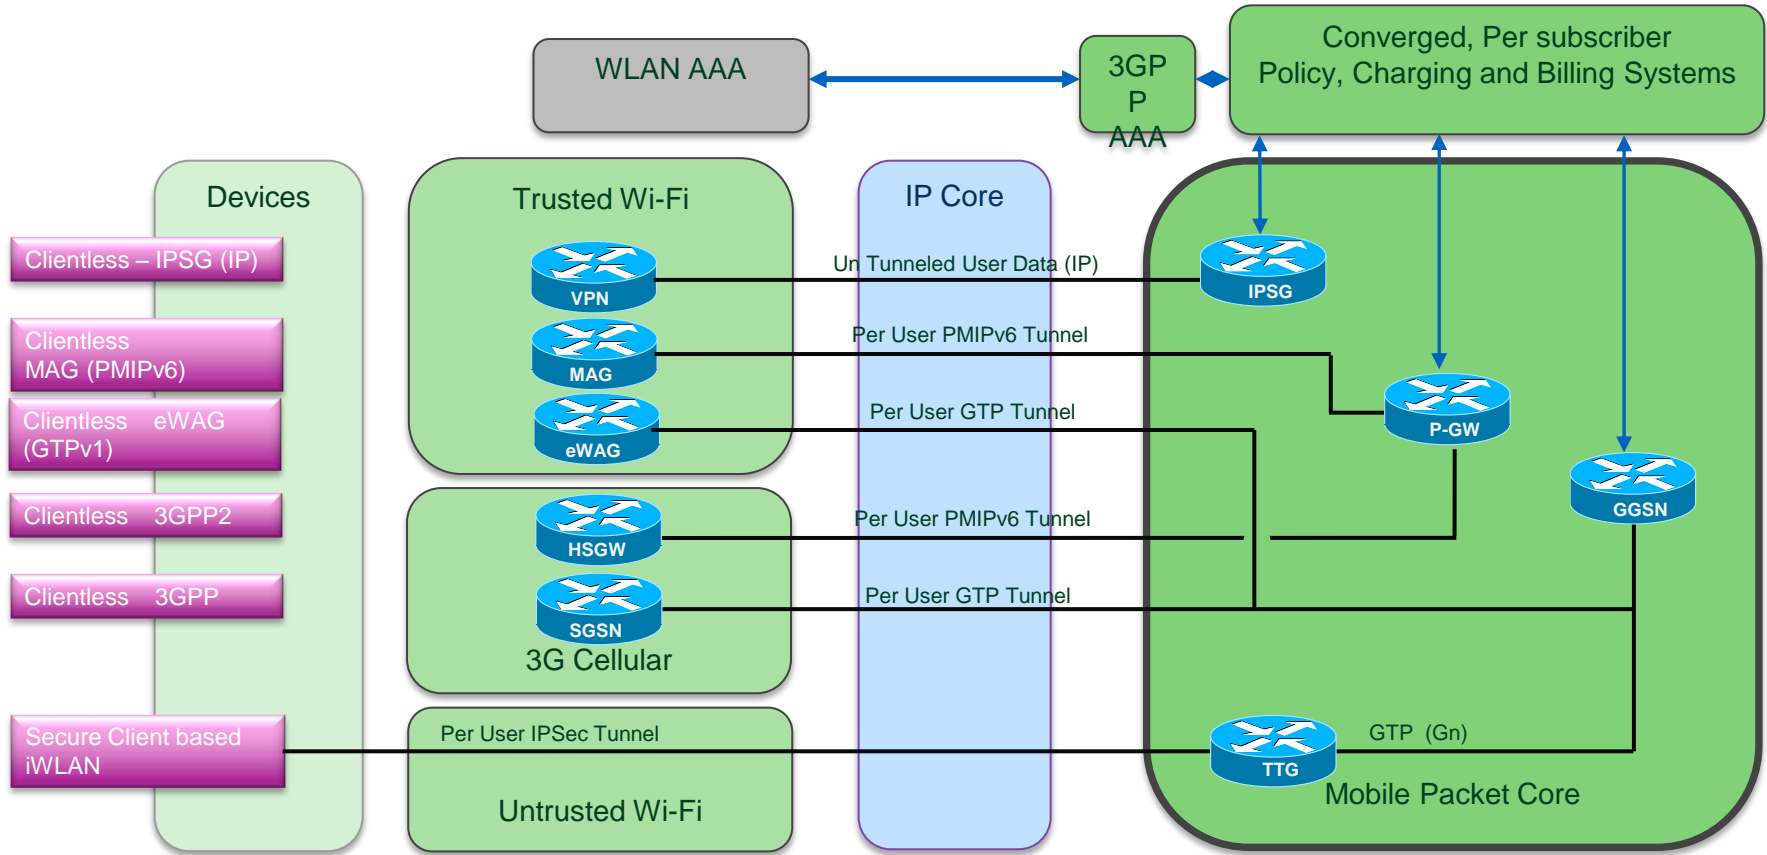 WLAN AAA
3GP
P
AAA
Converged, Per subscriber
Policy, Charging and Billing Systems
Devices
Trusted Wi-Fi
IP Core
Clientless – IPSG (IP)
VPN
Un Tunneled User Data (IP)
IPSG
Clientless
MAG (PMIPv6)
MAG
Per User PMIPv6 Tunnel
P-GW
Clientless eWAG
(GTPv1)
eWAG
Per User GTP Tunnel
GGSN
Clientless 3GPP2
HSGW
Per User PMIPv6 Tunnel
Clientless 3GPP
SGSN
Per User GTP Tunnel
3G Cellular
Secure Client based
iWLAN
Per User IPSec Tunnel
TTG
GTP (Gn)
Untrusted Wi-Fi
Mobile Packet Core